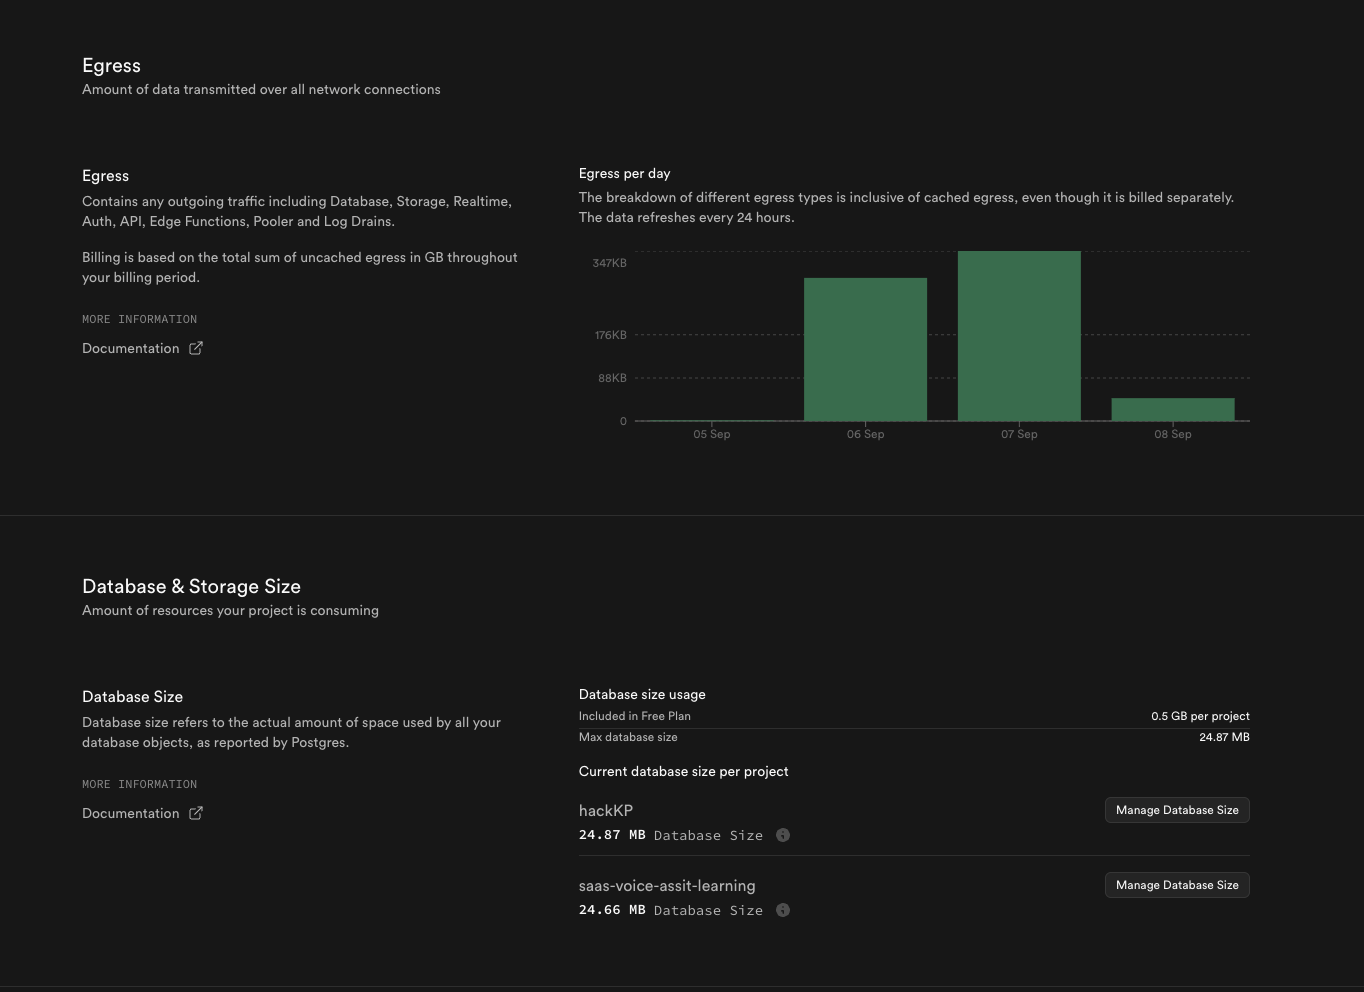 Egress
Amount of data transmitted over all network connections
Egress
Contains any outgoing traffic including Database, Storage, Realtime,
Auth, API, Edge Functions, Pooler and Log Drains.
Billing is based on the total sum of uncached egress in GB throughout
your billing period.
MORE INFORMATION
Documentation
Egress per day
The breakdown of different egress types is inclusive of cached egress, even though it is billed separately.
The data refreshes every 24 hours.
347KB
176KB
88KB
0
05 Sep
06 Sep
07 Sep
08 Sep
Database & Storage Size
Amount of resources your project is consuming
Database Size
Database size refers to the actual amount of space used by all your
database objects, as reported by Postgres.
MORE INFORMATION
Documentation
Database size usage
Included in Free Plan 0.5 GB per project
Max database size 24.87 MB
Current database size per project
hackKP
Manage Database Size
24.87 MB Database Size
saas-voice-assit-learning
Manage Database Size
24.66 MB Database Size